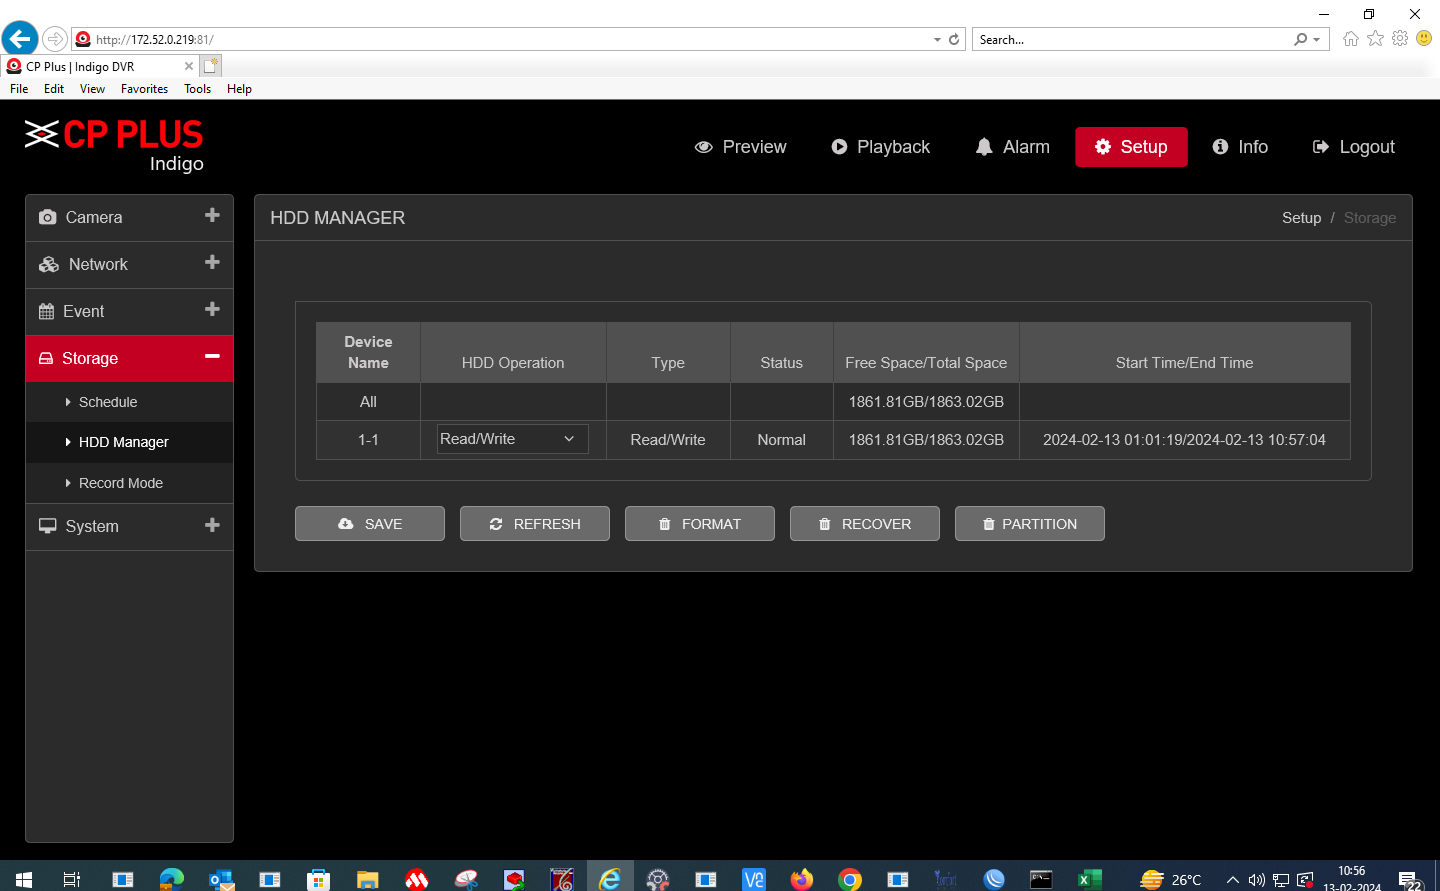 http://172.52.0.219:81/
Search...
CP Plus | Indigo DVR
File Edit View Favorites Tools Help
CP PLUS
Indigo
Preview Playback Alarm Setup Info Logout
Camera
Network
Event
Storage
Schedule
HDD Manager
Record Mode
System
HDD MANAGER
Setup / Storage
Device Name HDD Operation Type Status Free Space/Total Space Start Time/End Time
All 1861.81GB/1863.02GB
1-1 Read/Write Read/Write Normal 1861.81GB/1863.02GB 2024-02-13 01:01:19/2024-02-13 10:57:04
SAVE REFRESH FORMAT RECOVER PARTITION
26°C
10:56
13-02-2024
22